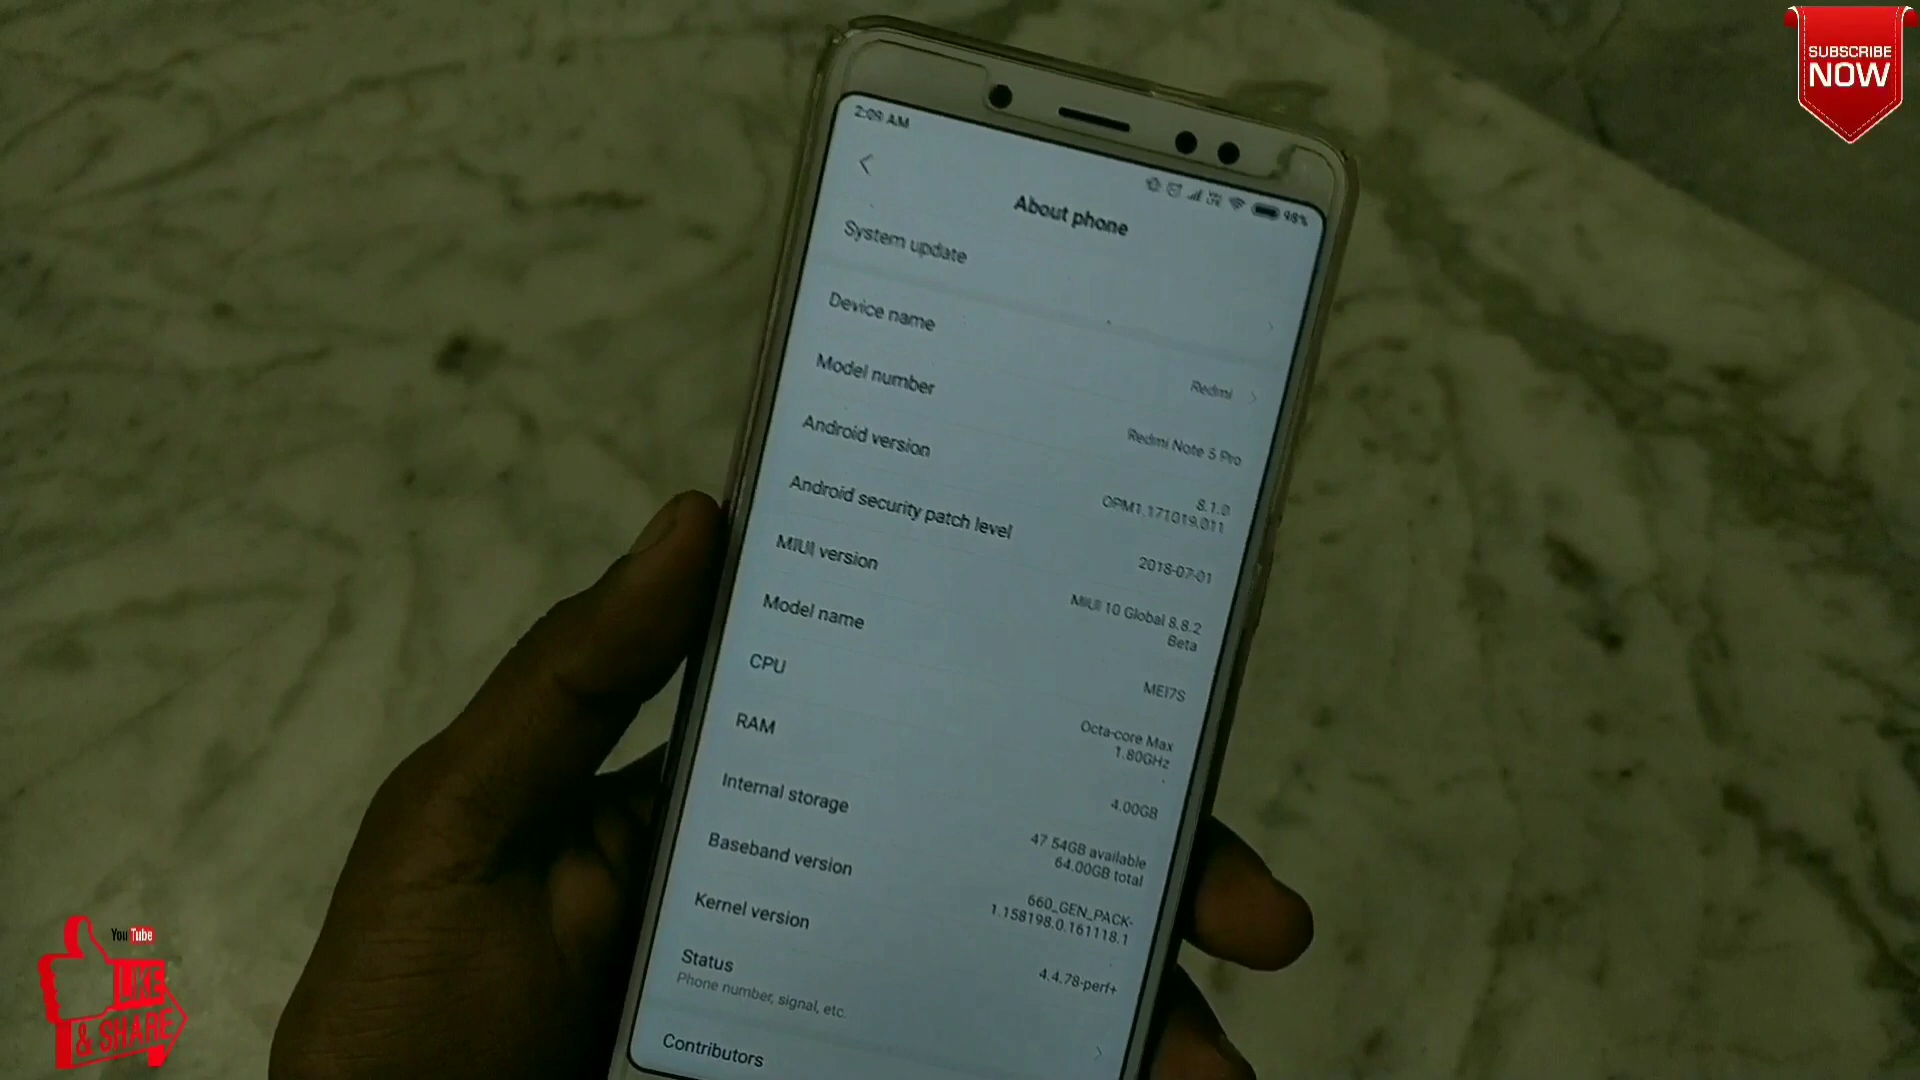 SUBSCRIBE
NOW
2:09 AM
98%
About phone
System update
Device name
Redmi
Model number
Redmi Note 5 Pro
Android version
8.1.0
OPM1.171019.011
Android security patch level
2018-07-01
MIUI version
MIUI 10 Global 8.8.2
Beta
Model name
MEI7S
CPU
Octa-core Max
1.80GHz
RAM
4.00GB
Internal storage
47.54GB available
64.00GB total
Baseband version
660_GEN_PACK-
1.158198.0.161118.1
Kernel version
4.4.78-perf+
Status
Phone number, signal, etc.
Contributors
YouTube
LIKE
& SHARE